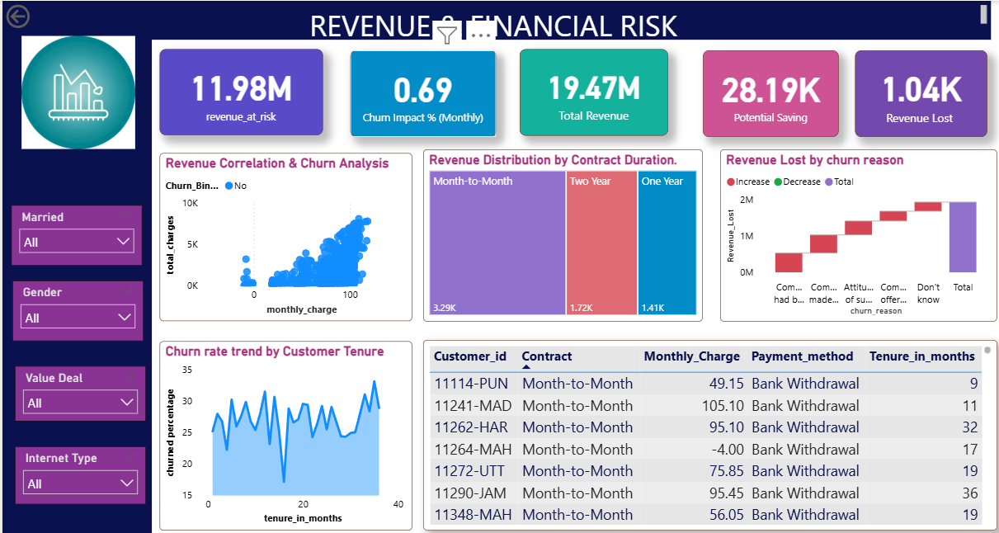 REVENUE & FINANCIAL RISK
11.98M
revenue_at_risk
0.69
Churn Impact % (Monthly)
19.47M
Total Revenue
28.19K
Potential Saving
1.04K
Revenue Lost
Married
All
Gender
All
Value Deal
All
Internet Type
All
Revenue Correlation & Churn Analysis
Churn_Bin... No
10K
5K
0K
total_charges
0 100
monthly_charge
Revenue Distribution by Contract Duration.
Month-to-Month Two Year One Year
3.29K 1.72K 1.41K
Revenue Lost by churn reason
Increase Decrease Total
2M
1M
0M
Revenue_Lost
Com... Com... Attitu... Com... Don't Total
had b... made... of su... offer... know
churn_reason
Churn rate trend by Customer Tenure
35
30
25
20
15
churned percentage
0 20 40
tenure_in_months
Customer_id Contract Monthly_Charge Payment_method Tenure_in_months
11114-PUN Month-to-Month 49.15 Bank Withdrawal 9
11241-MAD Month-to-Month 105.10 Bank Withdrawal 11
11262-HAR Month-to-Month 95.10 Bank Withdrawal 32
11264-MAH Month-to-Month -4.00 Bank Withdrawal 17
11272-UTT Month-to-Month 75.85 Bank Withdrawal 19
11290-JAM Month-to-Month 95.45 Bank Withdrawal 36
11348-MAH Month-to-Month 56.05 Bank Withdrawal 19